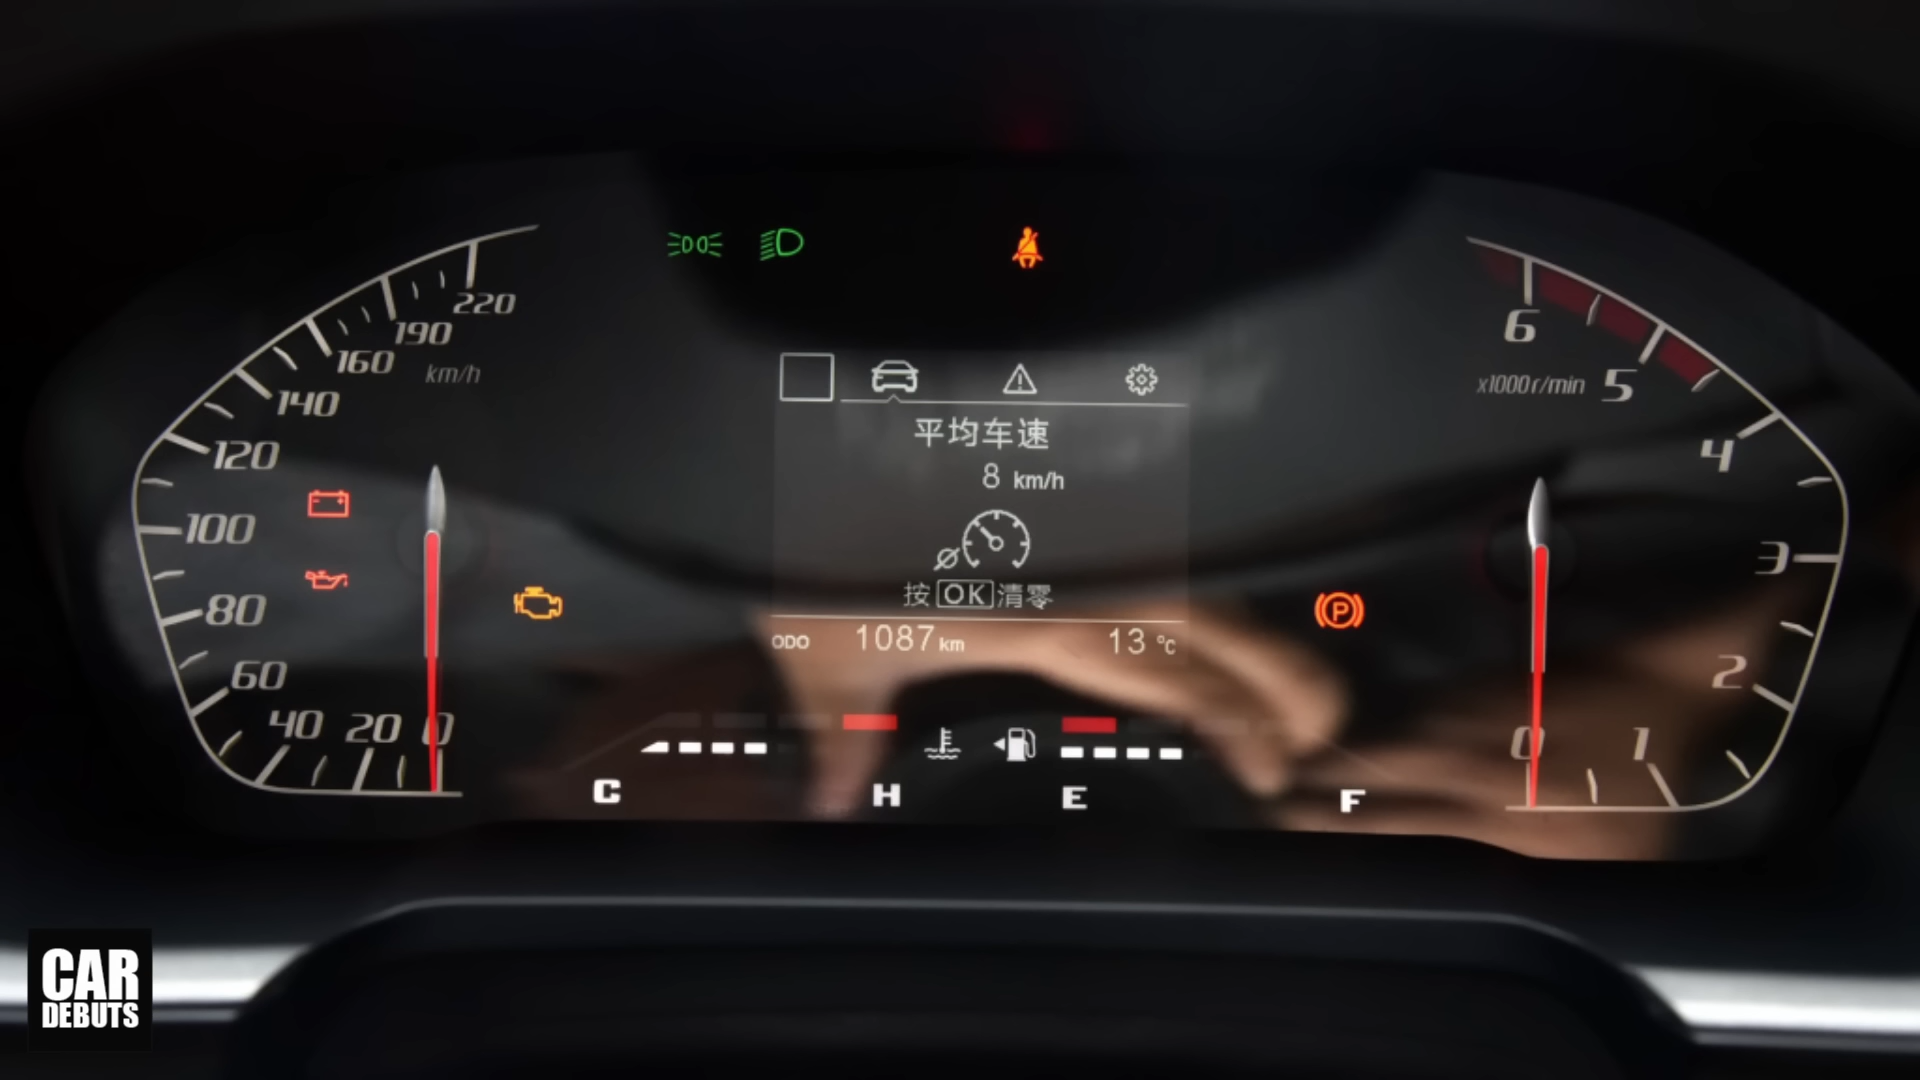 220
190
160
km/h
140
120
100
80
60
40
20
0
平均车速
8 km/h
按 OK 清零
ODO 1087 km 13 °C
C H E F
6
x1000r/min 5
4
3
2
1
0
P
CAR
DEBUTS